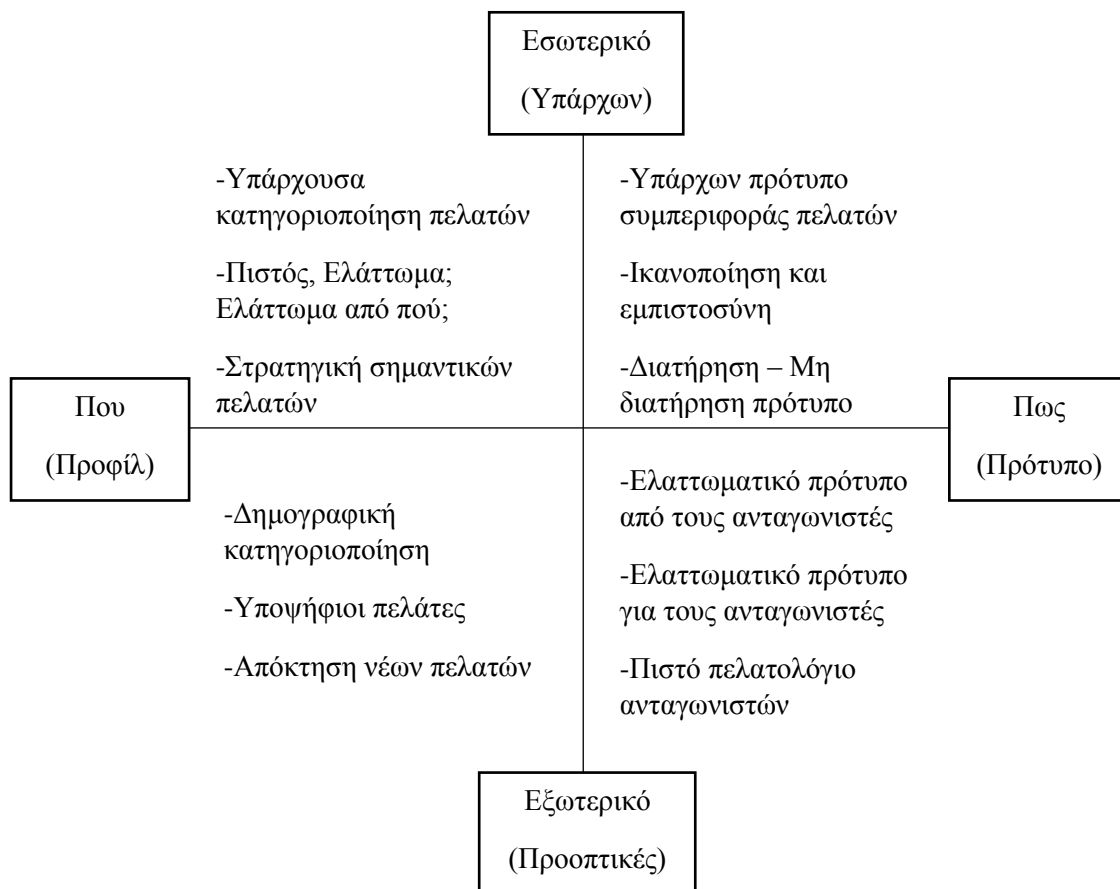 Εσωτερικό
(Υπάρχων)
-Υπάρχουσα
κατηγοριοποίηση πελατών
-Πιστός, Ελάττωμα;
Ελάττωμα από πού;
-Στρατηγική σημαντικών
πελατών
-Υπάρχων πρότυπο
συμπεριφοράς πελατών
-Ικανοποίηση και
εμπιστοσύνη
-Διατήρηση – Μη
διατήρηση πρότυπο
Που
(Προφίλ)
Πως
(Πρότυπο)
-Δημογραφική
κατηγοριοποίηση
-Υποψήφιοι πελάτες
-Απόκτηση νέων πελατών
-Ελαττωματικό πρότυπο
από τους ανταγωνιστές
-Ελαττωματικό πρότυπο
για τους ανταγωνιστές
-Πιστό πελατολόγιο
ανταγωνιστών
Εξωτερικό
(Προοπτικές)